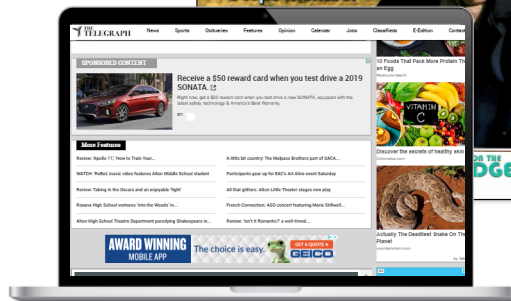 THE
TELEGRAPH
News Sports Obituaries Features Opinion Calendar Jobs Classifieds E-Edition Contact
SPONSORED CONTENT
Receive a $50 reward card when you test drive a 2019
SONATA.
Right now, get a $50 reward card when you test drive a new SONATA, equipped with the
latest safety, technology & America's Best Warranty.
BY:
More Features
Review: 'Apollo 11,' 'How to Train Your...
A little bit country: The Malpass Brothers part of GACA...
WATCH: 'RoBeC music video features Alton Middle School student
Participants gear up for EAC's Art Alive event Saturday
Review: Taking in the Oscars and an enjoyable 'fight'
All that glitters: Alton Little Theater stages new play
Roxana High School ventures 'Into the Woods' in...
French Connection: ASO concert featuring Marie Stillwell...
Alton High School Theatre Department parodying Shakespeare in...
Review: 'Isn't It Romantic?' a well-timed...
AWARD WINNING
MOBILE APP
The choice is easy.
GET A QUOTE
GEICO
10 Foods That Pack More Protein Th
an Egg
VITAMIN
C
Discover the secrets of healthy skin
Actually The Deadliest Snake On Th
Planet
Ad
ON THE
DGE